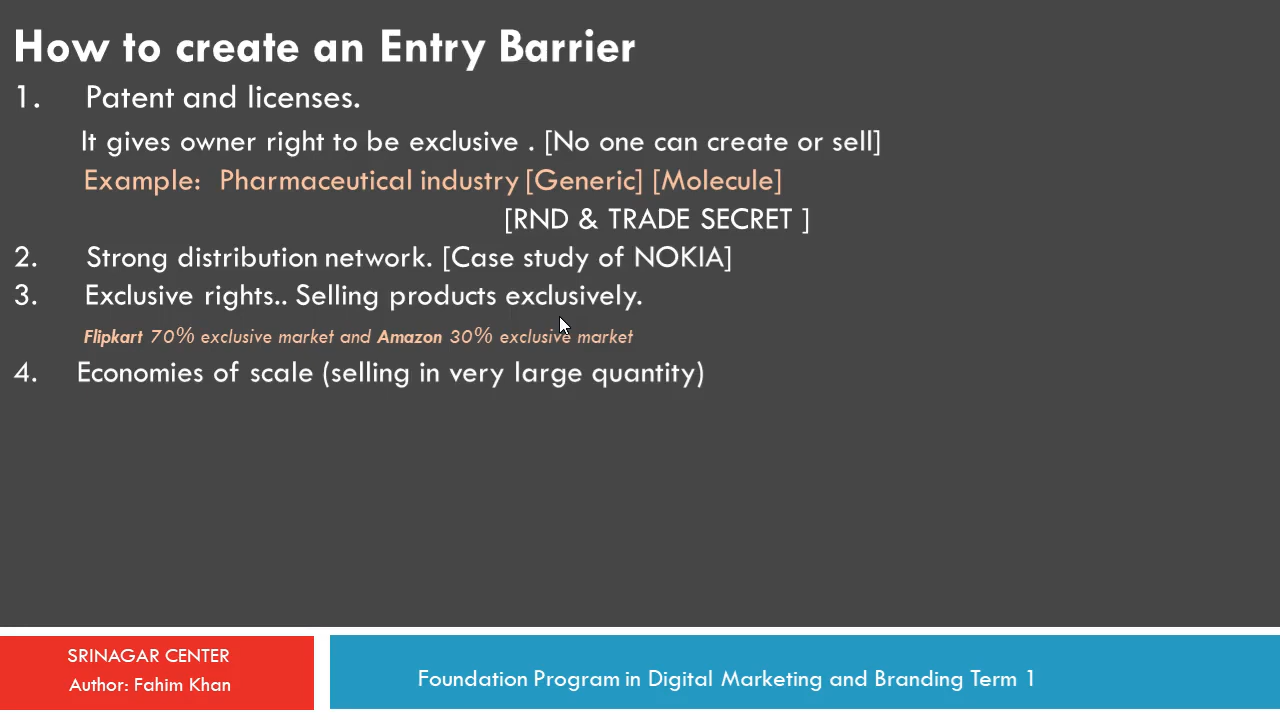 How to create an Entry Barrier
1. Patent and licenses.
It gives owner right to be exclusive . [No one can create or sell]
Example: Pharmaceutical industry [Generic] [Molecule]
[RND & TRADE SECRET ]
2. Strong distribution network. [Case study of NOKIA]
3. Exclusive rights.. Selling products exclusively.
Flipkart 70% exclusive market and Amazon 30% exclusive market
4. Economies of scale (selling in very large quantity)
SRINAGAR CENTER
Author: Fahim Khan
Foundation Program in Digital Marketing and Branding Term 1